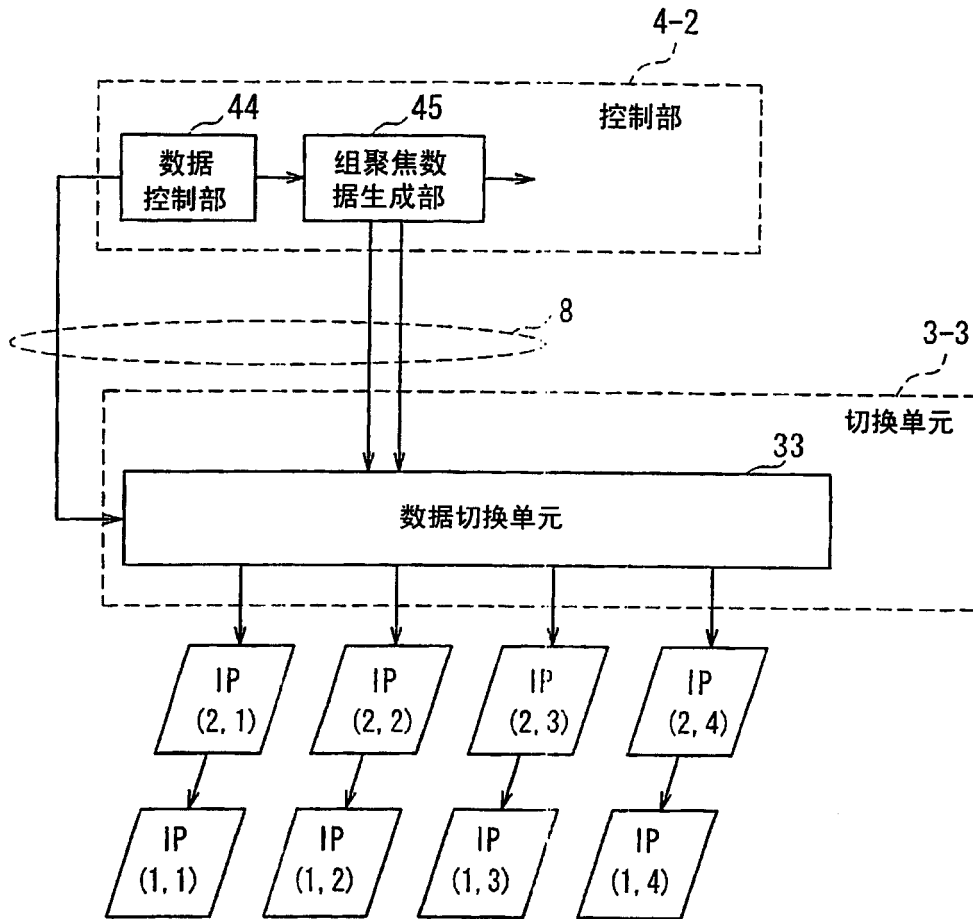 4-2
44
45
控制部
数据
控制部
组聚焦数
据生成部
8
3-3
切换单元
33
数据切换单元
IP
(2, 1)
IP
(2, 2)
IP
(2, 3)
IP
(2, 4)
IP
(1, 1)
IP
(1, 2)
IP
(1, 3)
IP
(1, 4)